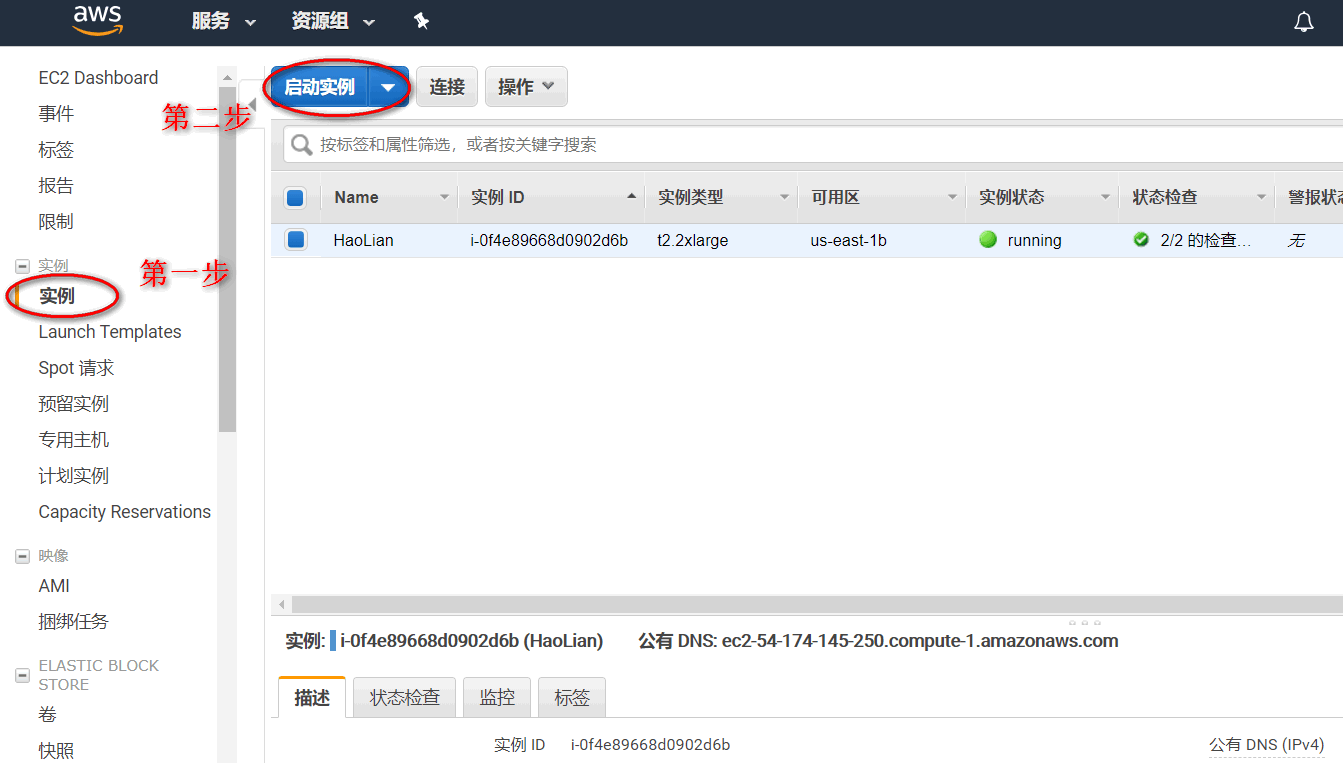 aws 服务 资源组
EC2 Dashboard
事件
标签
报告
限制
实例
第一步
实例
Launch Templates
Spot 请求
预留实例
专用主机
计划实例
Capacity Reservations
映像
AMI
捆绑任务
ELASTIC BLOCK
STORE
卷
快照
第二步
启动实例 连接 操作
按标签和属性筛选，或者按关键字搜索
Name 实例 ID 实例类型 可用区 实例状态 状态检查 警报状态
HaoLian i-0f4e89668d0902d6b t2.2xlarge us-east-1b running 2/2 的检查… 无
实例: i-0f4e89668d0902d6b (HaoLian) 公有 DNS: ec2-54-174-145-250.compute-1.amazonaws.com
描述 状态检查 监控 标签
实例 ID i-0f4e89668d0902d6b 公有 DNS (IPv4)